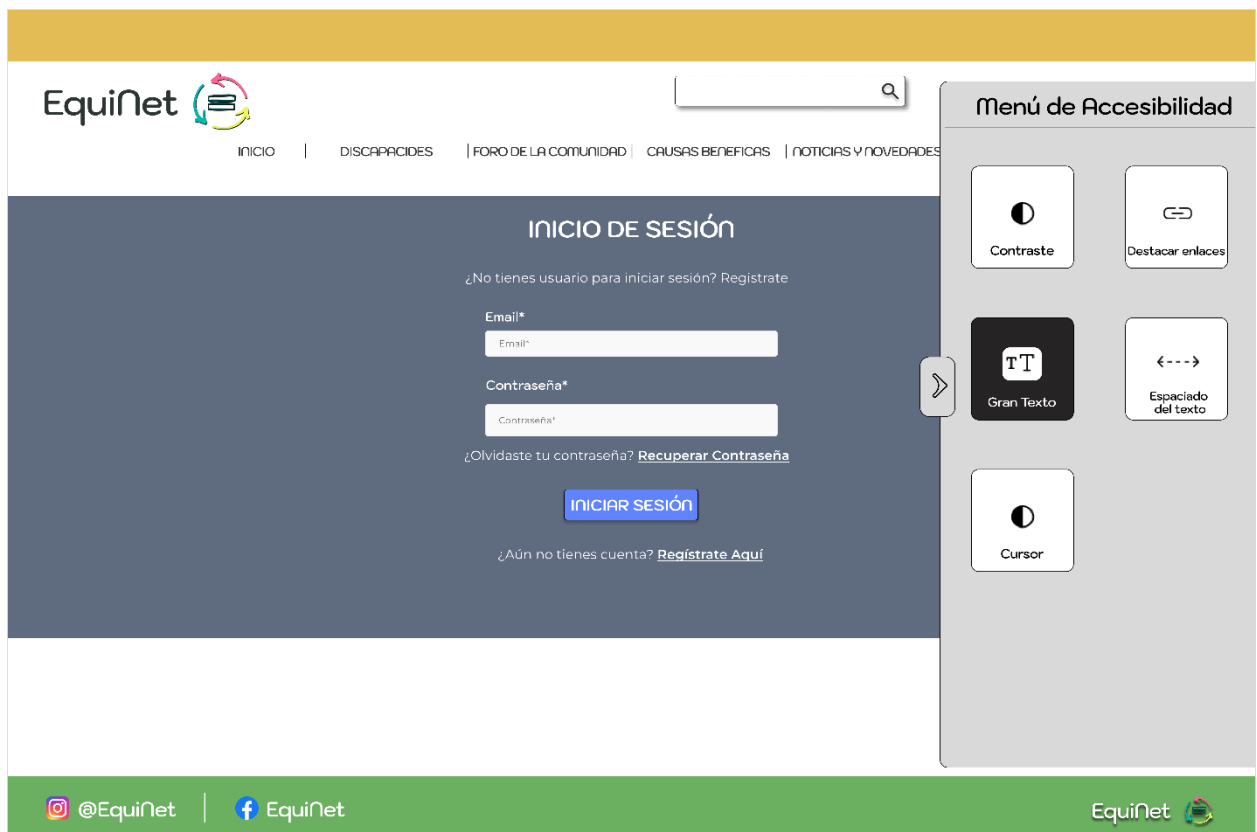 EquiNet
INICIO | DISCAPACIDES | FORO DE LA COMUNIDAD | CAUSAS BENEFICAS | NOTICIAS Y NOVEDADES
INICIO DE SESIÓN
¿No tienes usuario para iniciar sesión? Regístrate
Email*
Email*
Contraseña*
Contraseña*
¿Olvidaste tu contraseña? Recuperar Contraseña
INICIAR SESIÓN
¿Aún no tienes cuenta? Regístrate Aquí
Menú de Accesibilidad
Contraste
Destacar enlaces
TT
Gran Texto
Espaciado
del texto
Cursor
@EquiNet | EquiNet
EquiNet